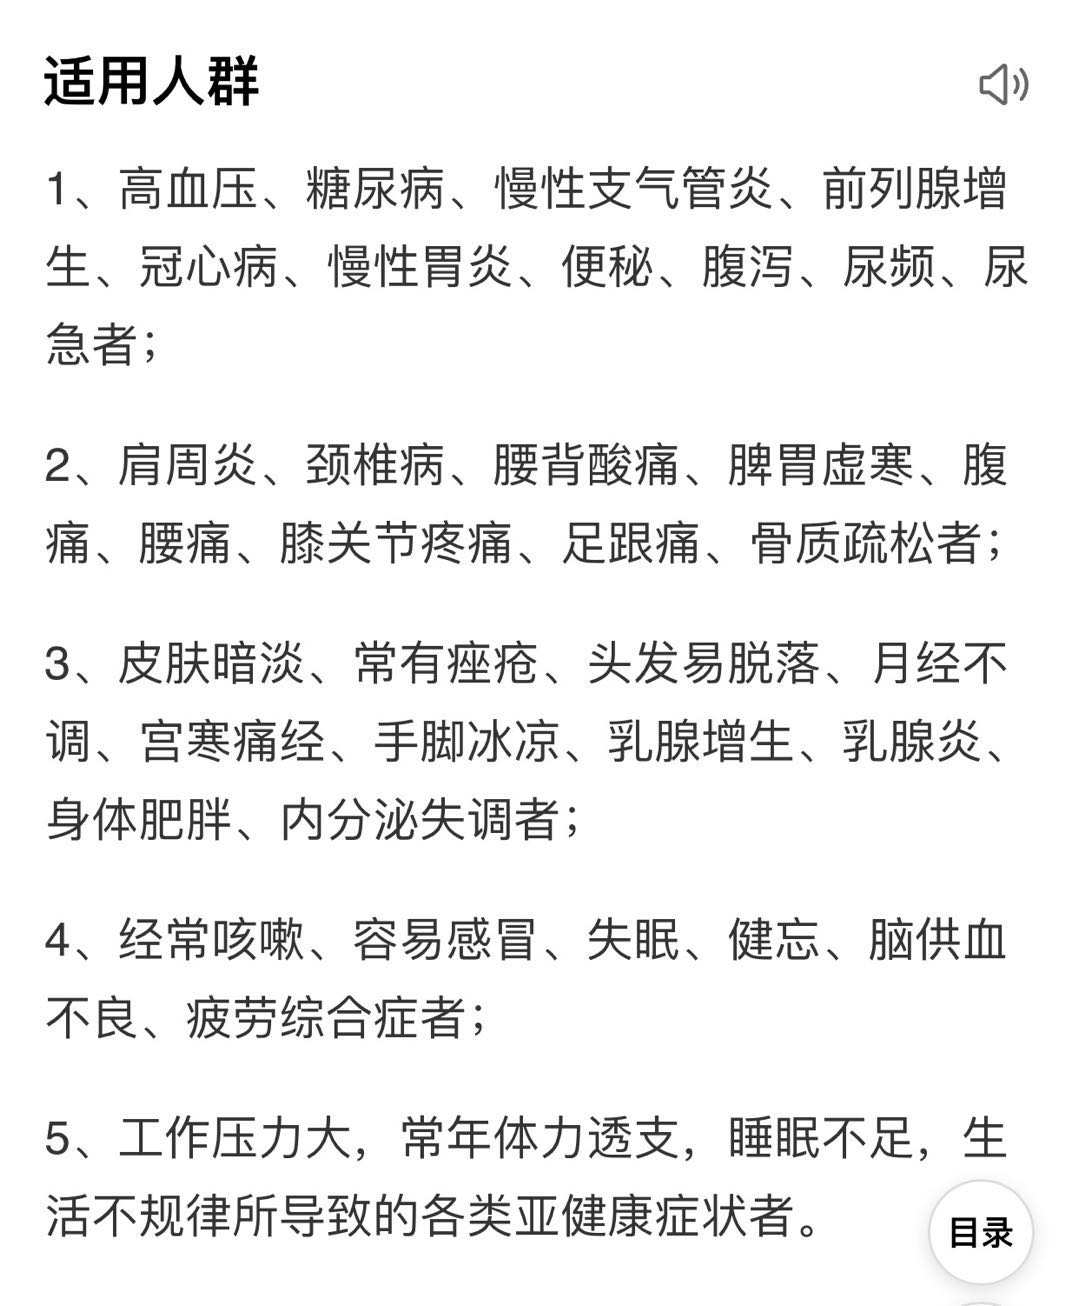 适用人群
1、高血压、糖尿病、慢性支气管炎、前列腺增
生、冠心病、慢性胃炎、便秘、腹泻、尿频、尿
急者；
2、肩周炎、颈椎病、腰背酸痛、脾胃虚寒、腹
痛、腰痛、膝关节疼痛、足跟痛、骨质疏松者；
3、皮肤暗淡、常有痤疮、头发易脱落、月经不
调、宫寒痛经、手脚冰凉、乳腺增生、乳腺炎、
身体肥胖、内分泌失调者；
4、经常咳嗽、容易感冒、失眠、健忘、脑供血
不良、疲劳综合症者；
5、工作压力大，常年体力透支，睡眠不足，生
活不规律所导致的各类亚健康症状者。
目录